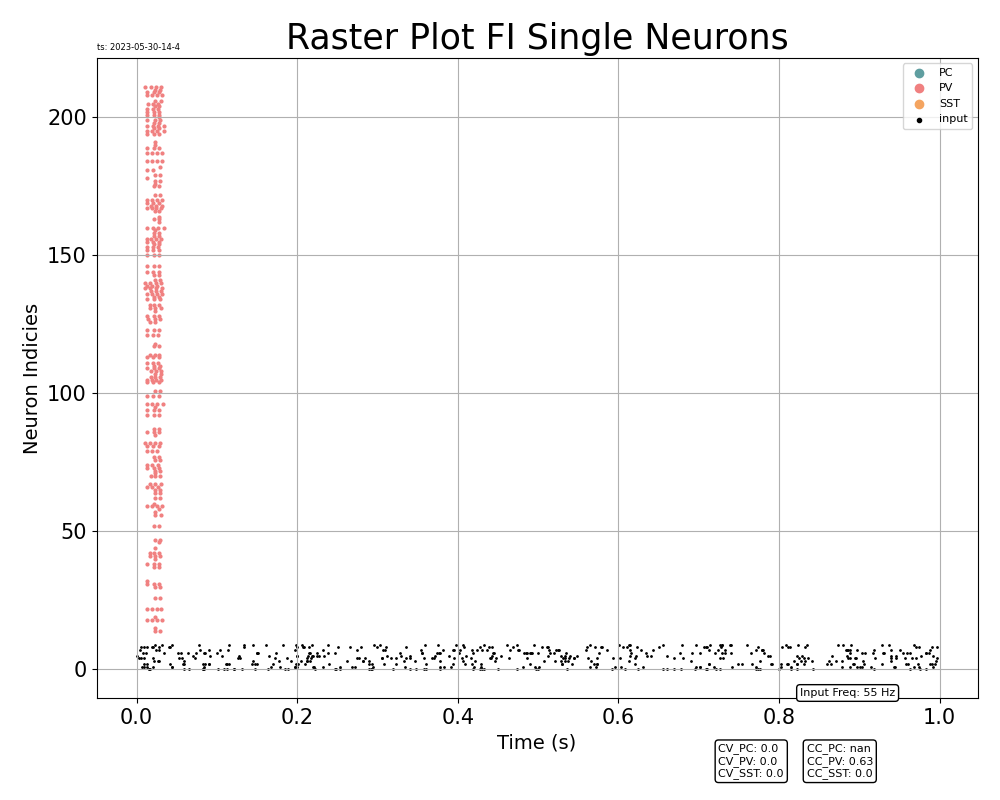 Raster Plot FI Single Neurons
ts: 2023-05-30-14-4
PC
PV
SST
input
Neuron Indicies
200
150
100
50
0
0.0 0.2 0.4 0.6 0.8 1.0
Time (s)
Input Freq: 55 Hz
CV_PC: 0.0
CV_PV: 0.0
CV_SST: 0.0
CC_PC: nan
CC_PV: 0.63
CC_SST: 0.0